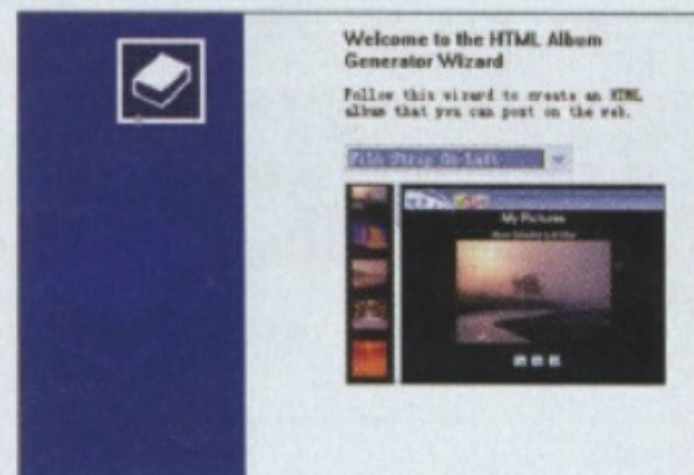 Welcome to the HTML Album
Generator Wizard
Follow this wizard to create an HTML
album that you can post on the web.
Film Strip On Left
My Pictures